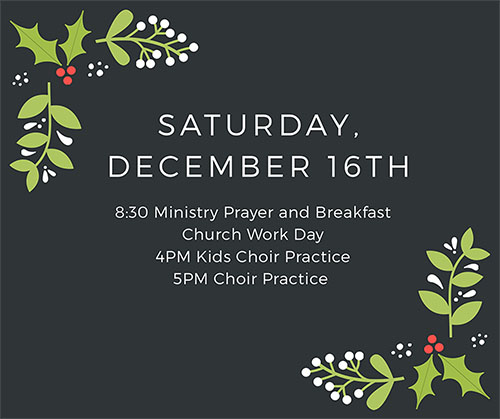 SATURDAY,
DECEMBER 16TH
8:30 Ministry Prayer and Breakfast
Church Work Day
4PM Kids Choir Practice
5PM Choir Practice